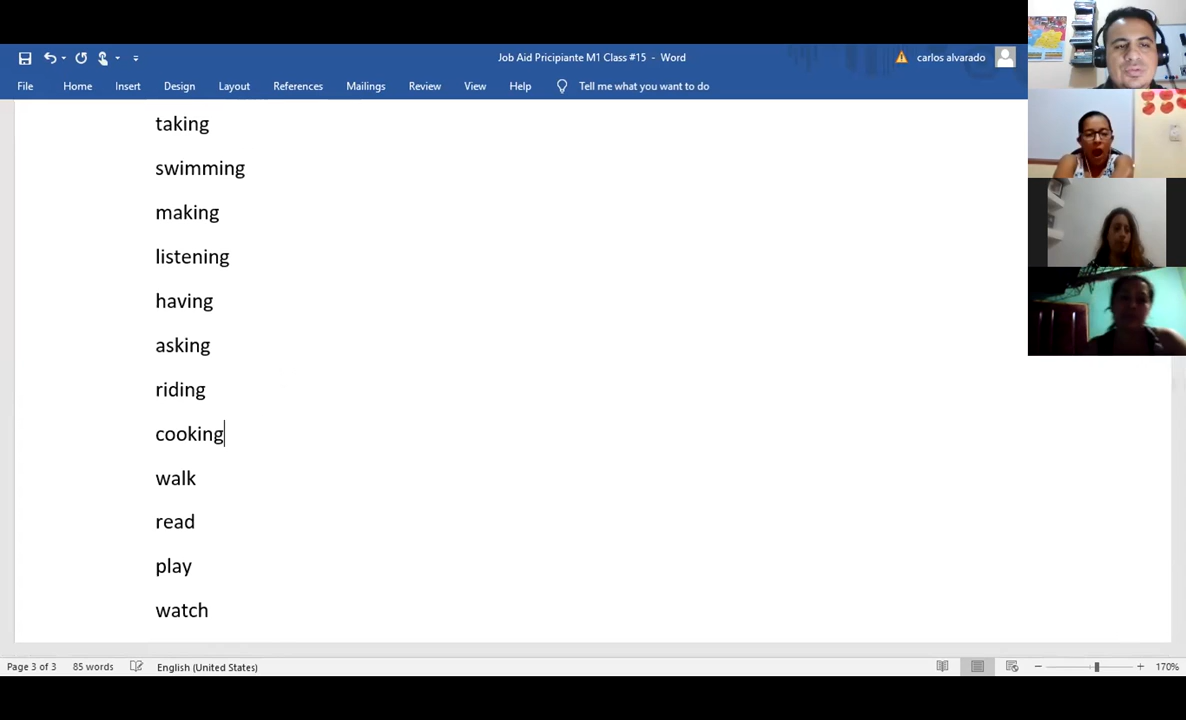 Job Aid Pricipiante M1 Class #15 - Word
carlos alvarado
File Home Insert Design Layout References Mailings Review View Help Tell me what you want to do
taking
swimming
making
listening
having
asking
riding
cooking
walk
read
play
watch
Page 3 of 3 85 words English (United States) 170%